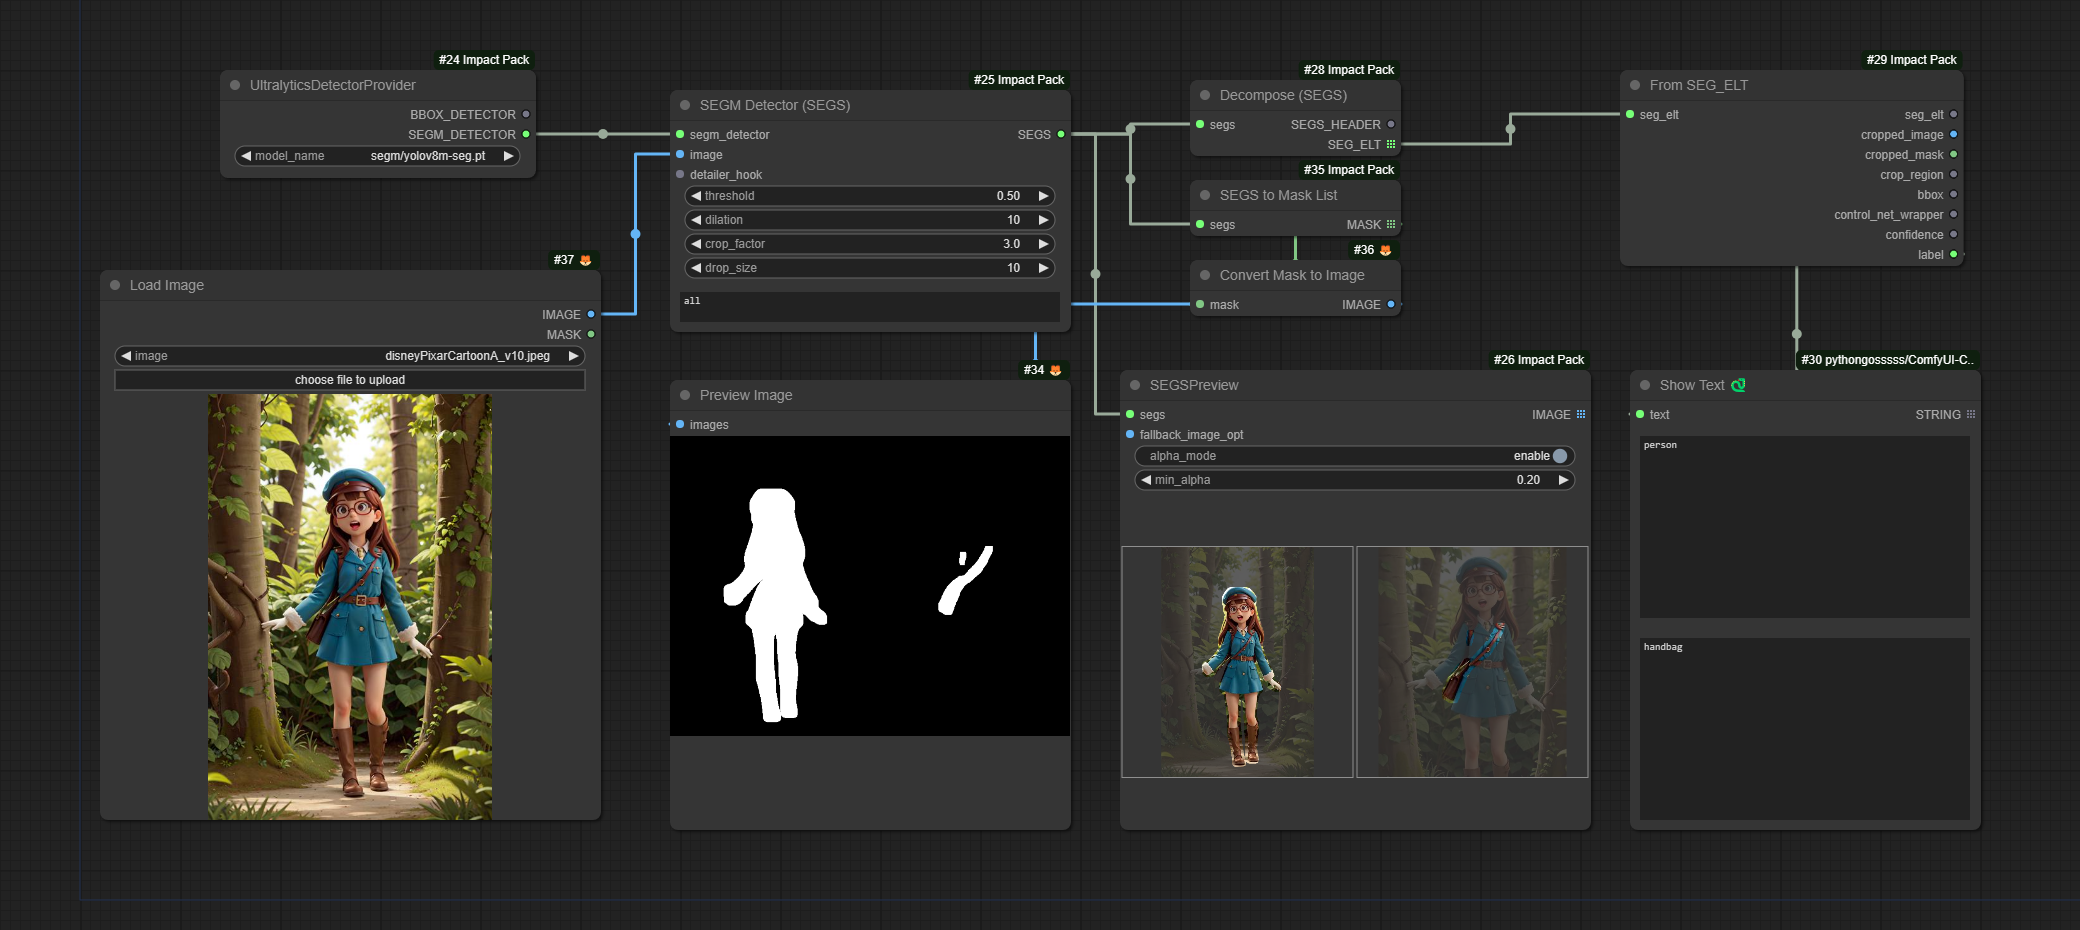 #24 Impact Pack
UltralyticsDetectorProvider
BBOX_DETECTOR
SEGM_DETECTOR
model_name segm/yolov8m-seg.pt
#37
Load Image
IMAGE
MASK
image disneyPixarCartoonA_v10.jpeg
choose file to upload
#25 Impact Pack
SEGM Detector (SEGS)
segm_detector SEGS
image
detailer_hook
threshold 0.50
dilation 10
crop_factor 3.0
drop_size 10
all
#34
Preview Image
images
#28 Impact Pack
Decompose (SEGS)
segs SEGS_HEADER
SEG_ELT
#35 Impact Pack
SEGS to Mask List
segs MASK
#36
Convert Mask to Image
mask IMAGE
#26 Impact Pack
SEGSPreview
segs IMAGE
fallback_image_opt
alpha_mode enable
min_alpha 0.20
#29 Impact Pack
From SEG_ELT
seg_elt seg_elt
cropped_image
cropped_mask
crop_region
bbox
control_net_wrapper
confidence
label
#30 pythongosssss/ComfyUI-C..
Show Text
text STRING
person
handbag